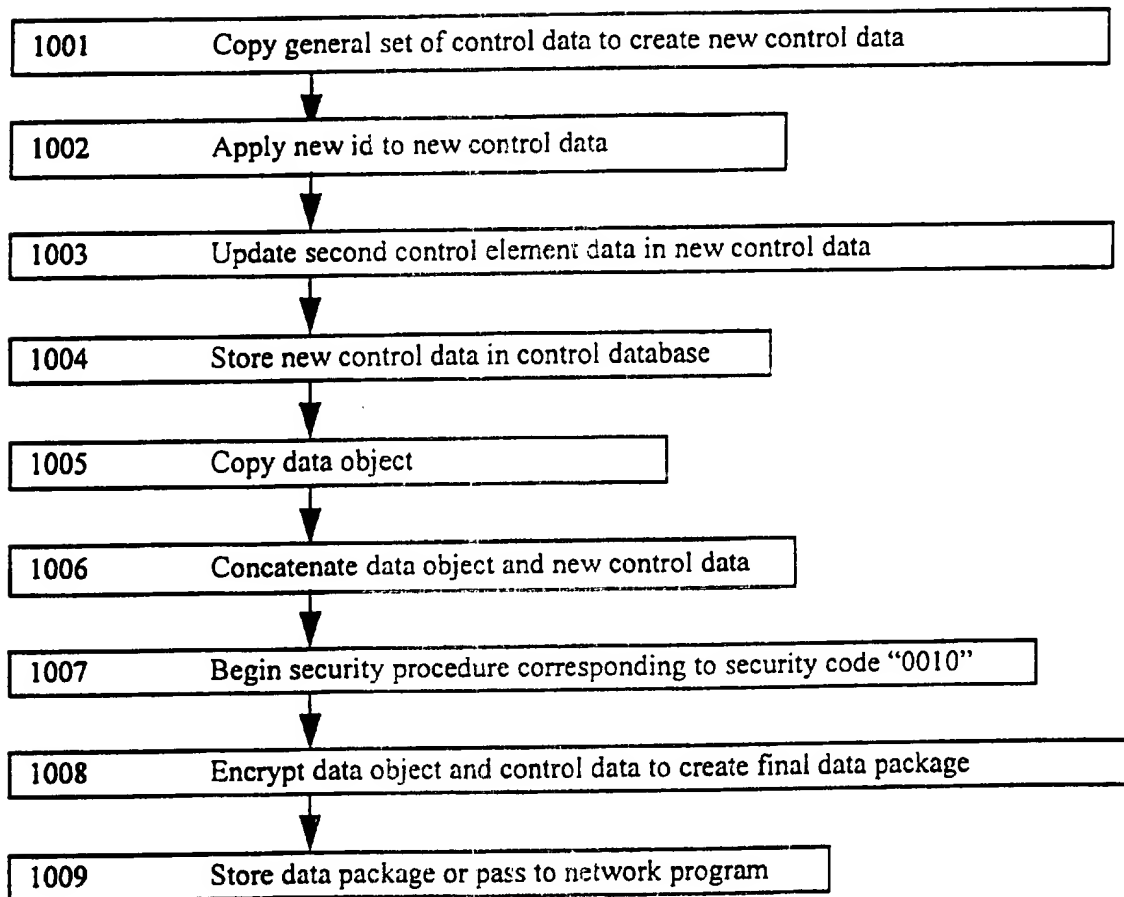 1001 Copy general set of control data to create new control data
1002 Apply new id to new control data
1003 Update second control element data in new control data
1004 Store new control data in control database
1005 Copy data object
1006 Concatenate data object and new control data
1007 Begin security procedure corresponding to security code “0010”
1008 Encrypt data object and control data to create final data package
1009 Store data package or pass to network program